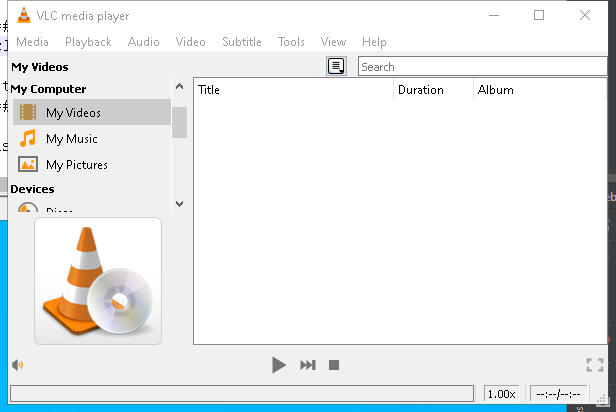 VLC media player
Media Playback Audio Video Subtitle Tools View Help
My Videos
Search
My Computer
Title Duration Album
My Videos
My Music
My Pictures
Devices
Discs
1.00x --:--/--:--